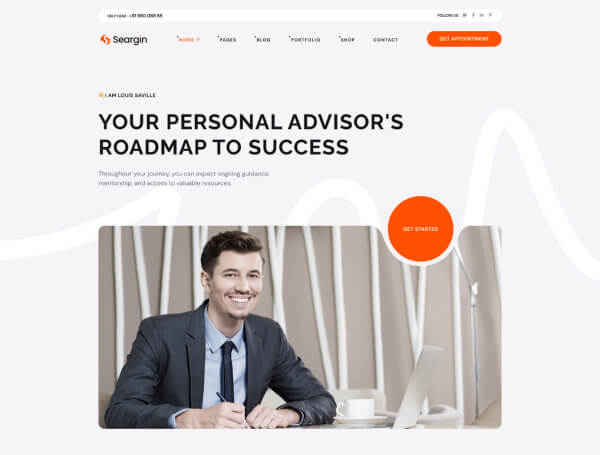 HELP DESK : +91 590 088 55
FOLLOW US :
Seargin
HOME
PAGES
BLOG
PORTFOLIO
SHOP
CONTACT
GET APPOINTMENT
I AM LOUIS SAVILLE
YOUR PERSONAL ADVISOR'S
ROADMAP TO SUCCESS
Throughout your journey, you can expect ongoing guidance,
mentorship, and access to valuable resources.
GET STARTED